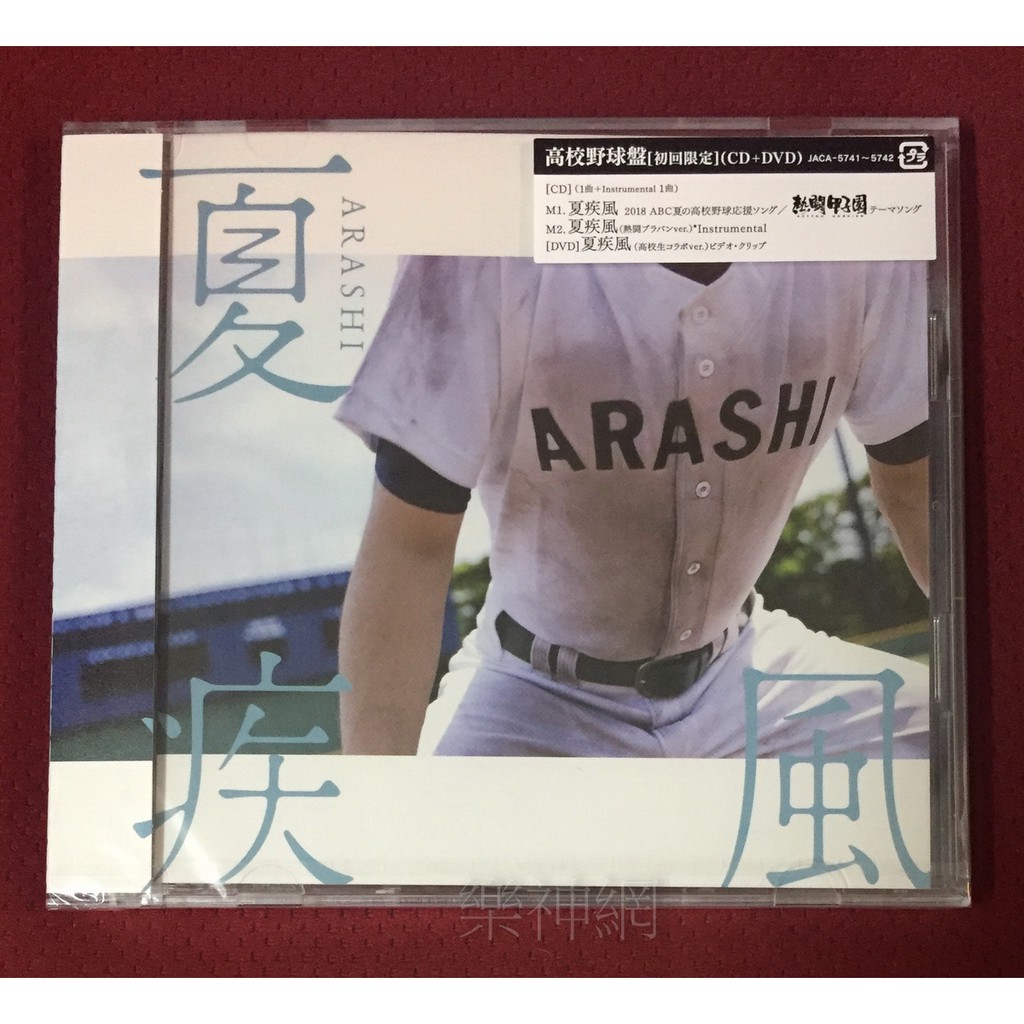 夏疾風
ARASHI
高校野球盤[初回限定](CD+DVD) JACA-5741~5742 プラ
[CD](1曲+Instrumental 1曲)
M1.夏疾風 2018 ABC夏の高校野球応援ソング/熱闘甲子園テーマソング
M2.夏疾風(熱闘ブラバンver.)*Instrumental
[DVD]夏疾風(高校生コラボver.)ビデオ・クリップ
ARASHI
樂神網